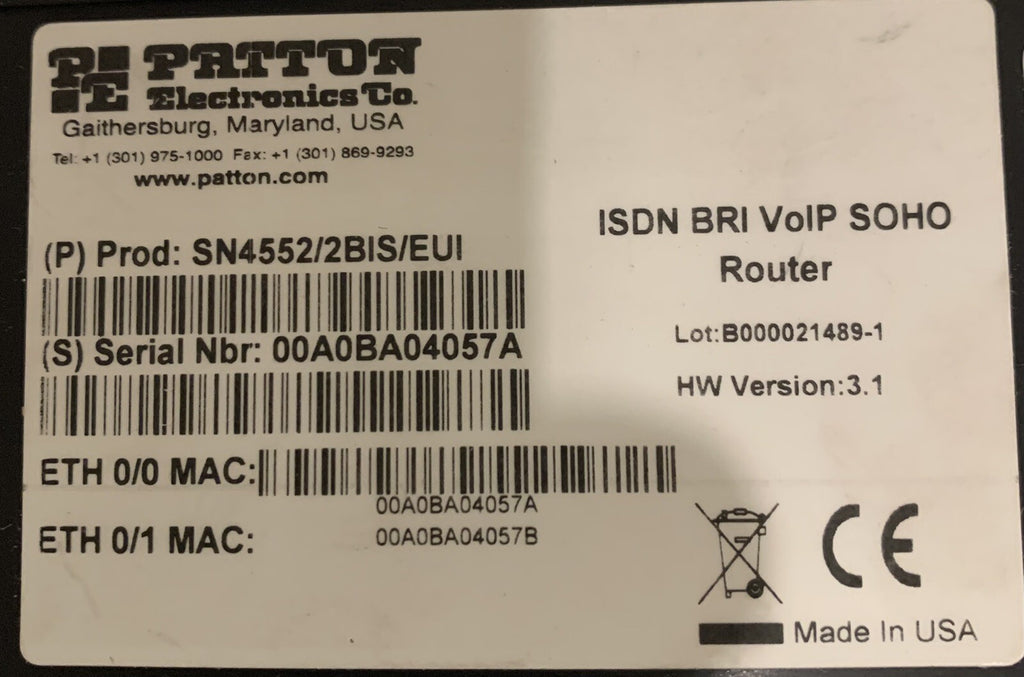 PE PATTON
Electronics Co.
Gaithersburg, Maryland, USA
Tel: +1 (301) 975-1000 Fax: +1 (301) 869-9293
www.patton.com
(P) Prod: SN4552/2BIS/EUI
(S) Serial Nbr: 00A0BA04057A
ETH 0/0 MAC:
00A0BA04057A
ETH 0/1 MAC: 00A0BA04057B
ISDN BRI VoIP SOHO
Router
Lot:B000021489-1
HW Version:3.1
CE
Made In USA